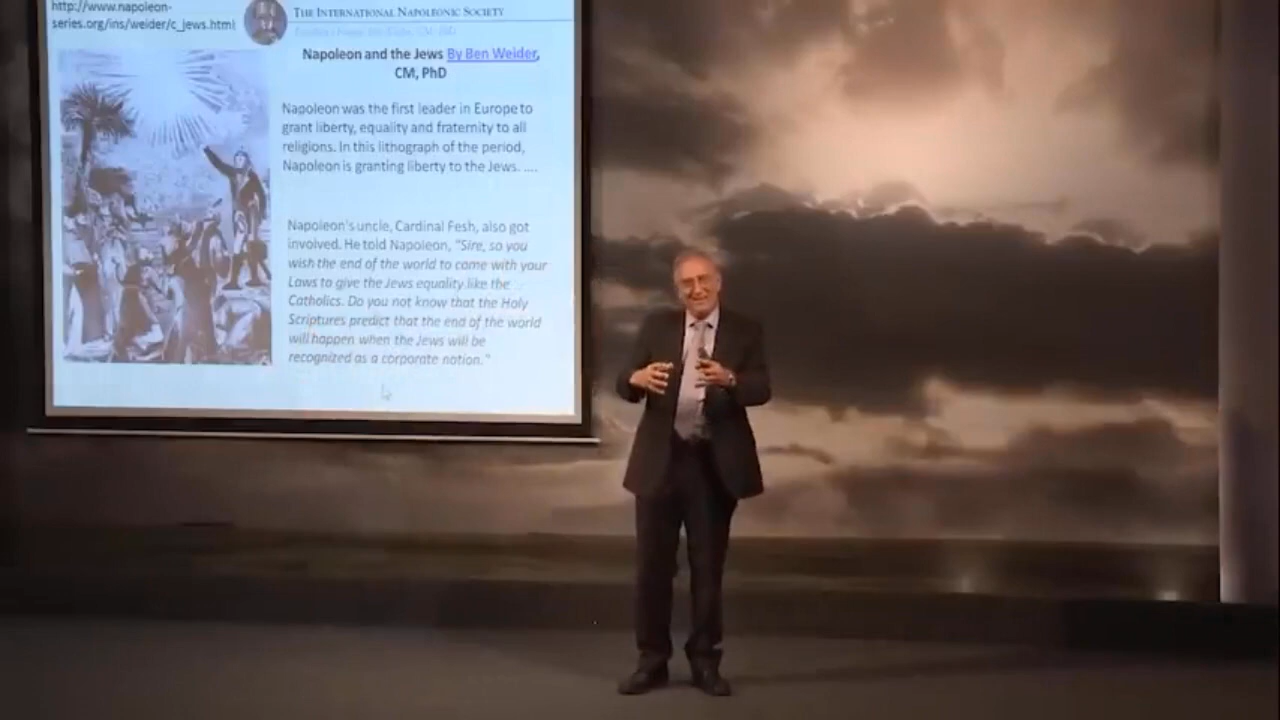 http://www.napoleon-
series.org/ins/weider/c_jews.html
THE INTERNATIONAL NAPOLEONIC SOCIETY
Napoleon and the Jews By Ben Weider,
CM, PhD
Napoleon was the first leader in Europe to
grant liberty, equality and fraternity to all
religions. In this lithograph of the period,
Napoleon is granting liberty to the Jews. ....
Napoleon's uncle, Cardinal Fesh, also got
involved. He told Napoleon, "Sire, so you
wish the end of the world to come with your
Laws to give the Jews equality like the
Catholics. Do you not know that the Holy
Scriptures predict that the end of the world
will happen when the Jews will be
recognized as a corporate nation."